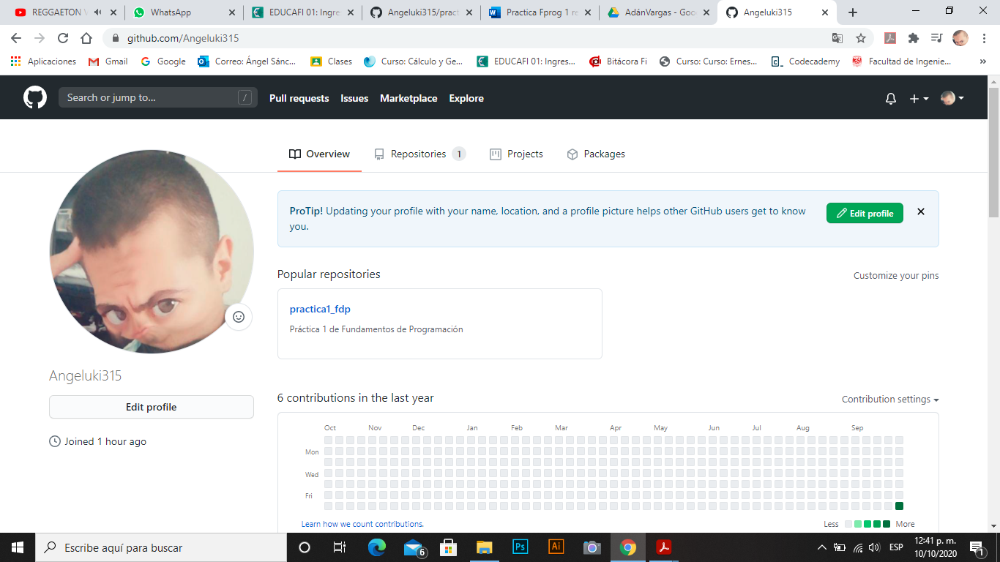 REGGAETON V
WhatsApp
EDUCAFI 01: Ingre
Angeluki315/pract
Practica Fprog 1 re
AdánVargas - Goo
Angeluki315
github.com/Angeluki315
Aplicaciones
Gmail
Google
Correo: Ángel Sánc...
Clases
Curso: Cálculo y Ge...
EDUCAFI 01: Ingres...
Bitácora Fi
Curso: Curso: Ernes...
Codecademy
Facultad de Ingenie...
»
Search or jump to... /
Pull requests
Issues
Marketplace
Explore
Overview
Repositories 1
Projects
Packages
ProTip! Updating your profile with your name, location, and a profile picture helps other GitHub users get to know
you.
Edit profile
Popular repositories
Customize your pins
practica1_fdp
Práctica 1 de Fundamentos de Programación
Angeluki315
Edit profile
Joined 1 hour ago
6 contributions in the last year
Contribution settings
Oct Nov Dec Jan Feb Mar Apr May Jun Jul Aug Sep
Mon
Wed
Fri
Learn how we count contributions.
Less
More
Escribe aquí para buscar
6
Ps
Ai
ESP
12:41 p. m.
10/10/2020
1